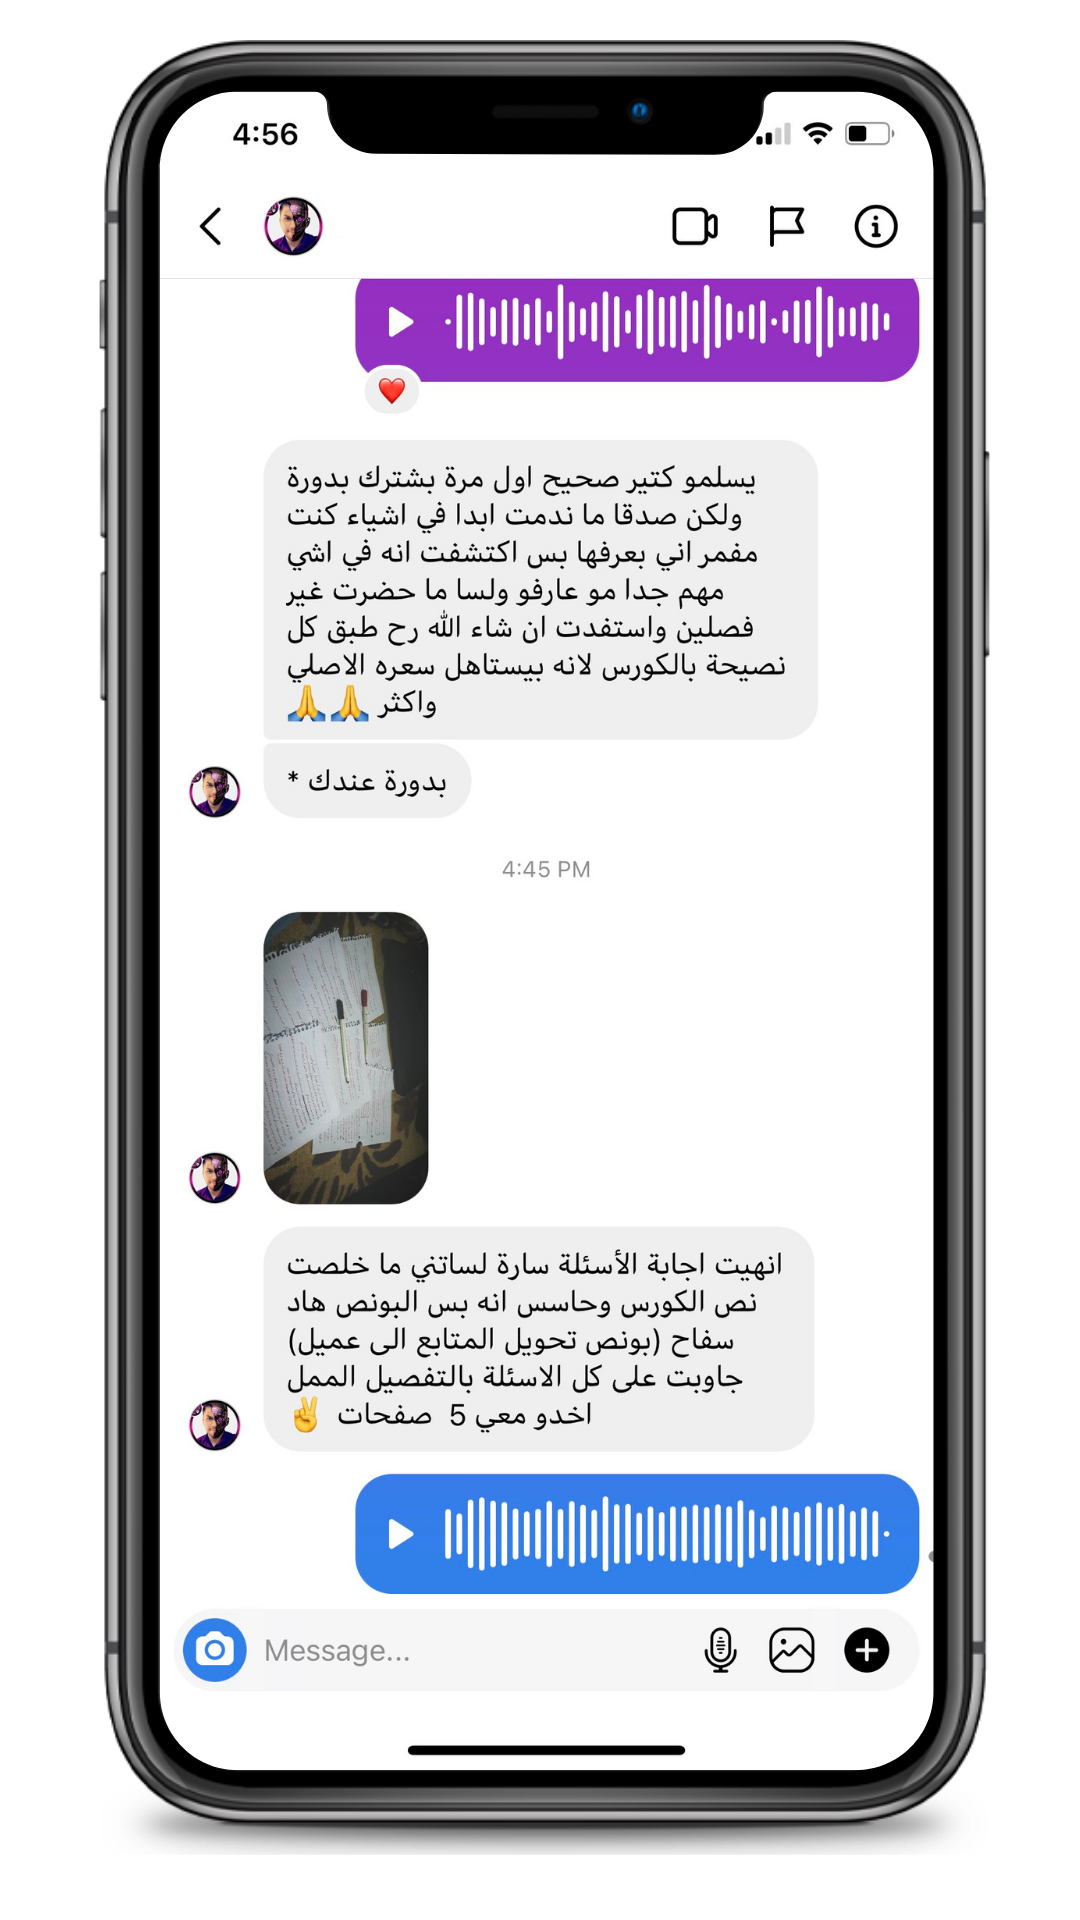 4:56
يسلمو كتير صحيح اول مرة بشترك بدورة
ولكن صدقا ما ندمت ابدا في اشياء كنت
مفمر اني بعرفها بس اكتشفت انه في اشي
مهم جدا مو عارفو ولسا ما حضرت غير
فصلين واستفدت ان شاء الله رح طبق كل
نصيحة بالكورس لانه بيستاهل سعره الاصلي
واكثر 🙏🙏
بدورة عندك *
4:45 PM
انهيت اجابة الأسئلة سارة لساتني ما خلصت
نص الكورس وحاسس انه بس البونص هاد
سفاح (بونص تحويل المتابع الى عميل)
جاوبت على كل الاسئلة بالتفصيل الممل
اخدو معي 5 صفحات ✌️
Message...